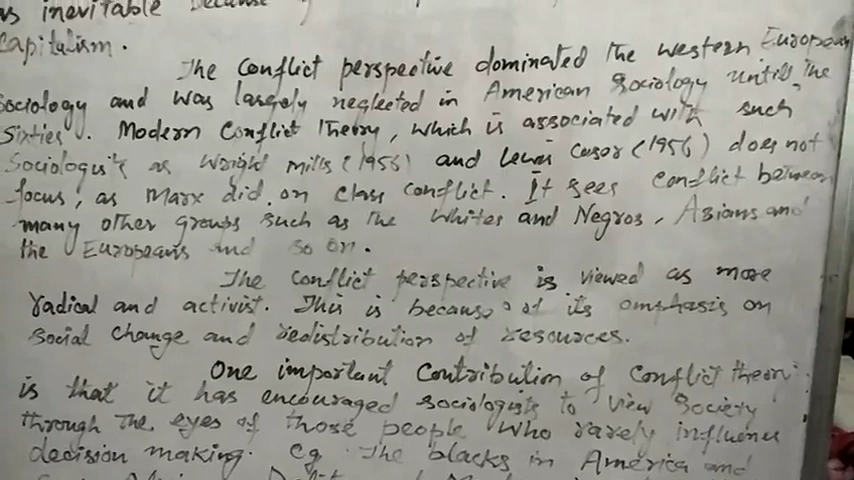 as inevitable because
capitalism.
The conflict perspective dominated the western European
sociology and was largely neglected in American sociology untill the
sixties. Modern Conflict Theory, which is associated with such
Sociologists as Wright mills (1956) and Lewis Coser (1956) does not
focus, as Marx did, on class conflict. It sees conflict between
many other groups such as the whites and Negros, Asians and
the Europeans and so on.
The conflict perspective is viewed as more
radical and activist. This is because of its emphasis on
social change and redistribution of resources.
One important Contribution of conflict theory
is that it has encouraged sociologists to view society
through the eyes of those people who rarely influence
decision making. eg. The blacks in America and